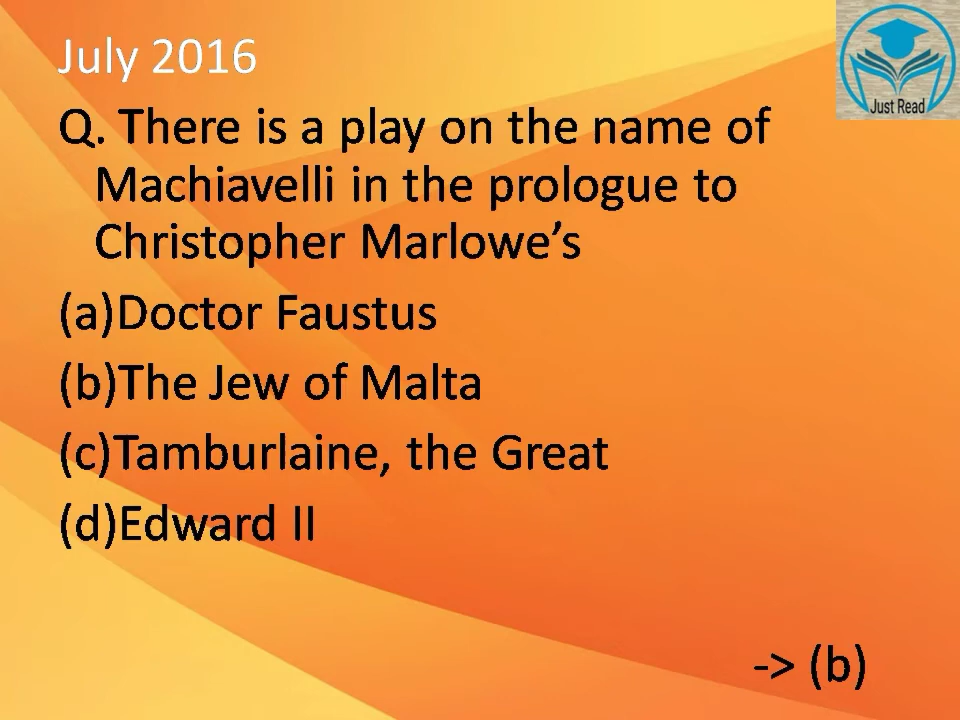 July 2016
Just Read
Q. There is a play on the name of
Machiavelli in the prologue to
Christopher Marlowe’s
(a)Doctor Faustus
(b)The Jew of Malta
(c)Tamburlaine, the Great
(d)Edward II
-> (b)